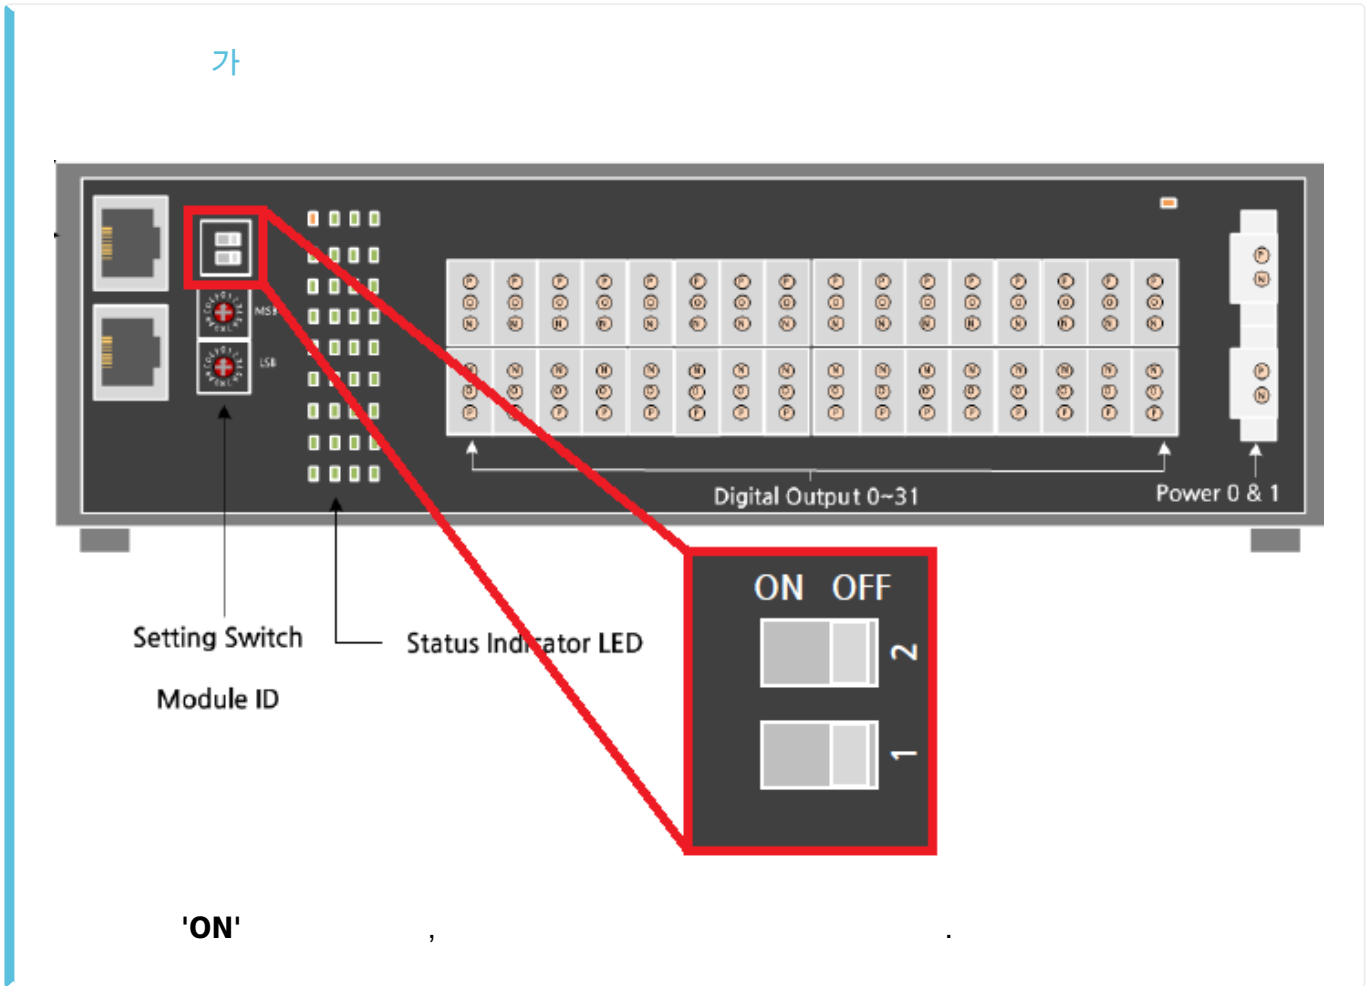 가
MSB
LSB
Digital Output 0~31
Power 0 & 1
ON OFF
2
1
Setting Switch
Module ID
Status Indicator LED
'ON' , .